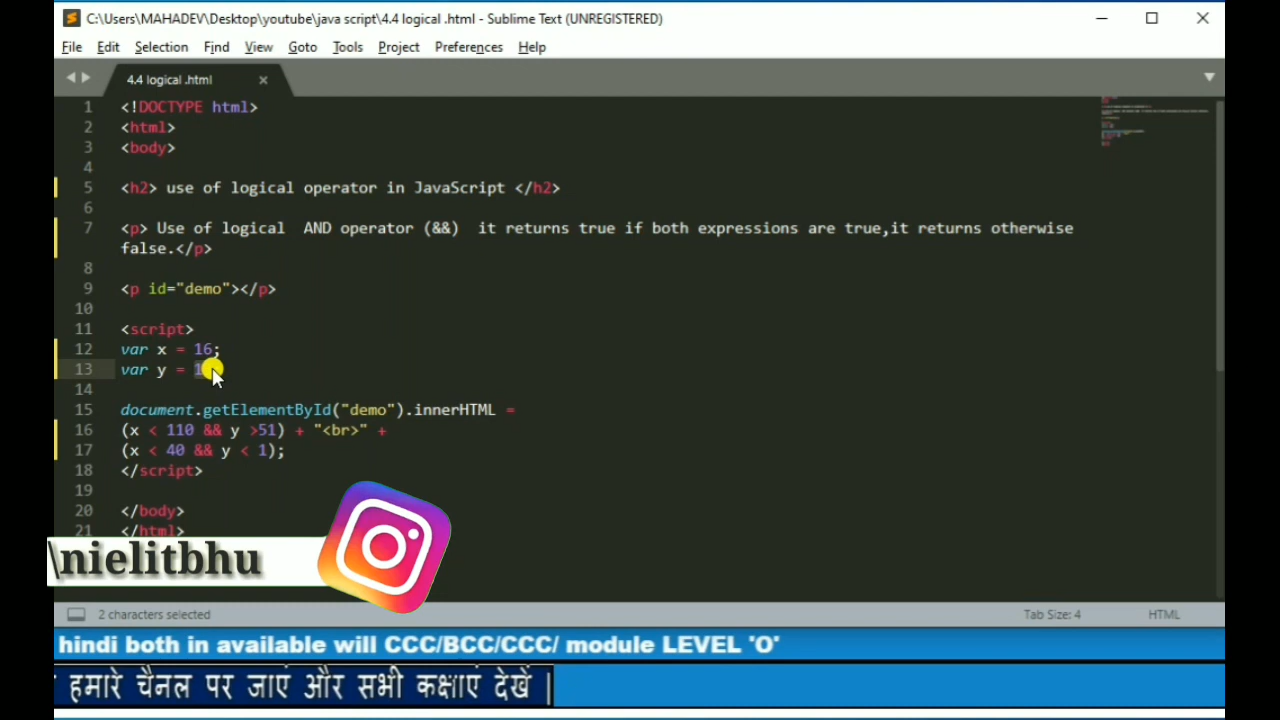 C:\Users\MAHADEV\Desktop\youtube\java script\4.4 logical .html - Sublime Text (UNREGISTERED)
File Edit Selection Find View Goto Tools Project Preferences Help
4.4 logical .html
1 <!DOCTYPE html>
2 <html>
3 <body>
4
5 <h2> use of logical operator in JavaScript </h2>
6
7 <p> Use of logical  AND operator (&&)  it returns true if both expressions are true,it returns otherwise
false.</p>
8
9 <p id="demo"></p>
10
11 <script>
12 var x = 16;
13 var y =
14
15 document.getElementById("demo").innerHTML =
16 (x < 110 && y >51) + "<br>" +
17 (x < 40 && y < 1);
18 </script>
19
20 </body>
21 </html>
\nielitbhu
2 characters selected Tab Size: 4 HTML
hindi both in available will CCC/BCC/CCC/ module LEVEL 'O'
हमारे चैनल पर जाएं और सभी कक्षाएं देखें |